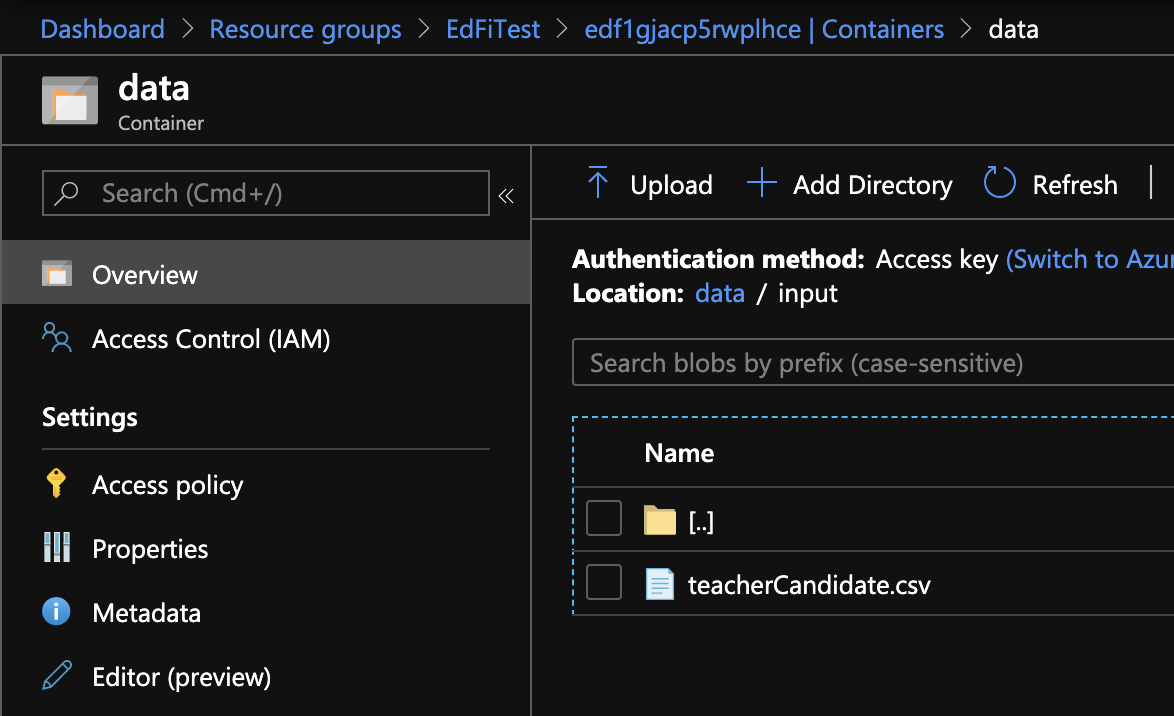 Dashboard > Resource groups > EdFiTest > edf1gjacp5rwplhce | Containers > data
data
Container
Search (Cmd+/)
«
Overview
Access Control (IAM)
Settings
Access policy
Properties
Metadata
Editor (preview)
Upload
Add Directory
Refresh
Authentication method: Access key (Switch to Azur
Location: data / input
Search blobs by prefix (case-sensitive)
Name
[..]
teacherCandidate.csv